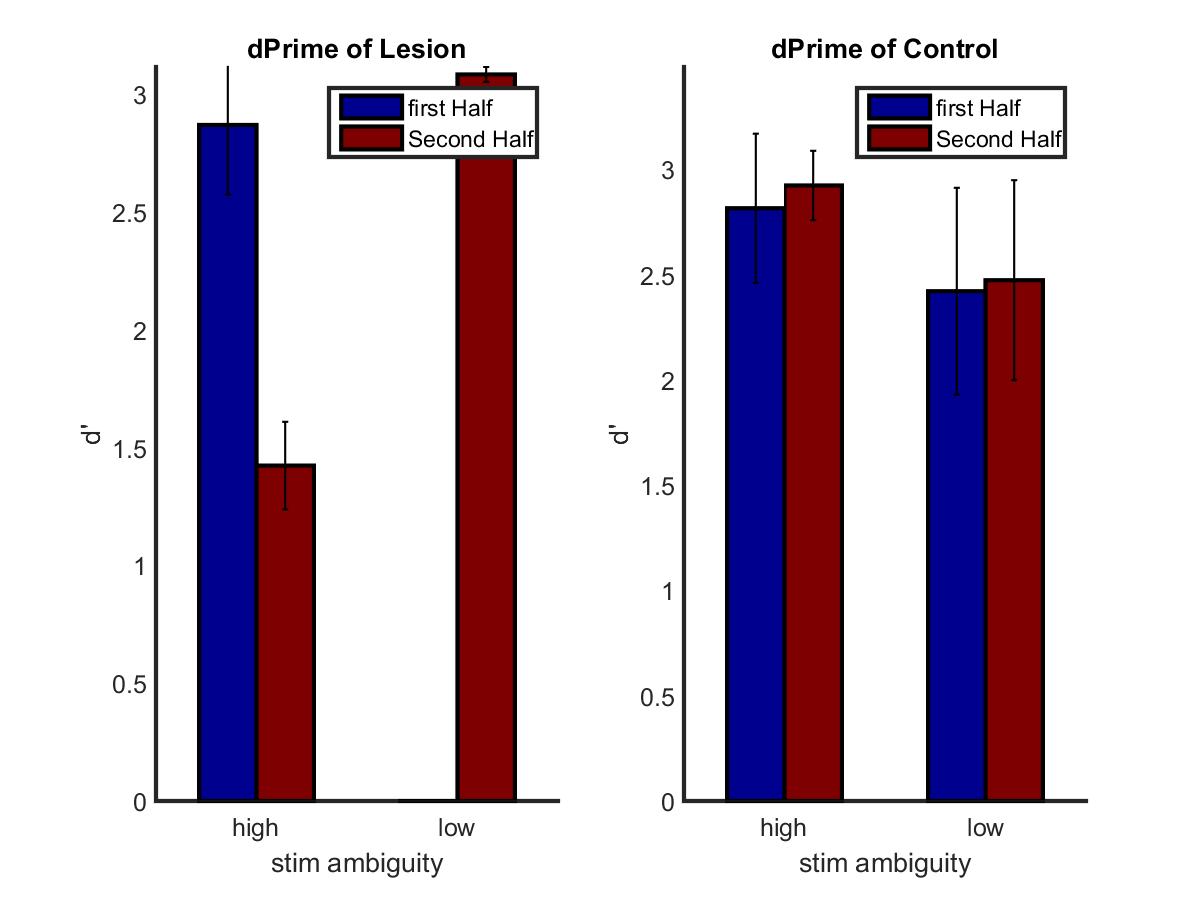 dPrime of Lesion
3
2.5
2
1.5
1
0.5
0
d'
first Half
Second Half
high
low
stim ambiguity
dPrime of Control
3
2.5
2
1.5
1
0.5
0
d'
first Half
Second Half
high
low
stim ambiguity